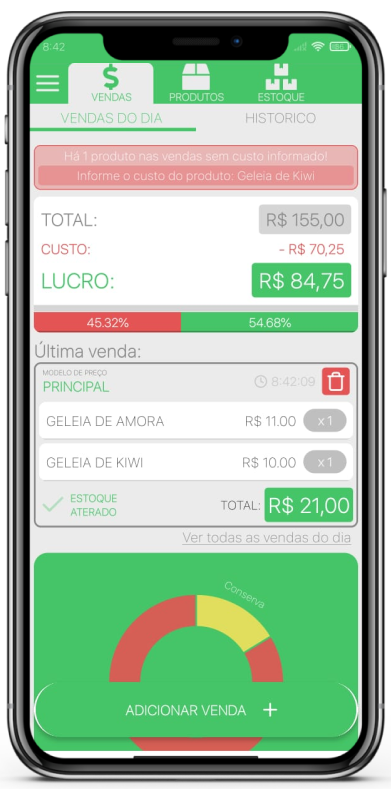 8:42
VENDAS
PRODUTOS
ESTOQUE
VENDAS DO DIA
HISTORICO
Há 1 produto nas vendas sem custo informado!
Informe o custo do produto: Geleia de Kiwi
TOTAL:
R$ 155,00
CUSTO:
- R$ 70,25
LUCRO:
R$ 84,75
45.32%
54.68%
Última venda:
MODELO DE PREÇO
PRINCIPAL
8:42:09
GELEIA DE AMORA
R$ 11.00
x1
GELEIA DE KIWI
R$ 10.00
x1
ESTOQUE
ATERADO
TOTAL:
R$ 21,00
Ver todas as vendas do dia
Conserva
ADICIONAR VENDA +